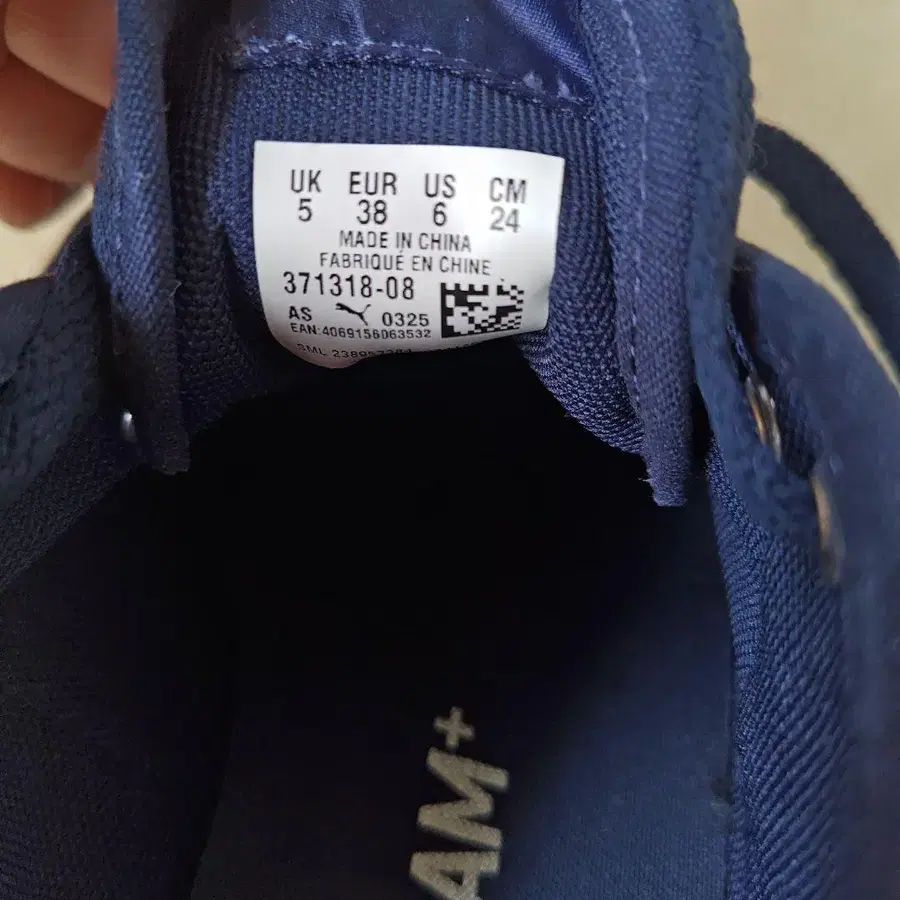 UK EUR US CM
5 38 6 24
MADE IN CHINA
FABRIQUÉ EN CHINE
371318-08
AS 0325
EAN:4069156063532
SML
AM+